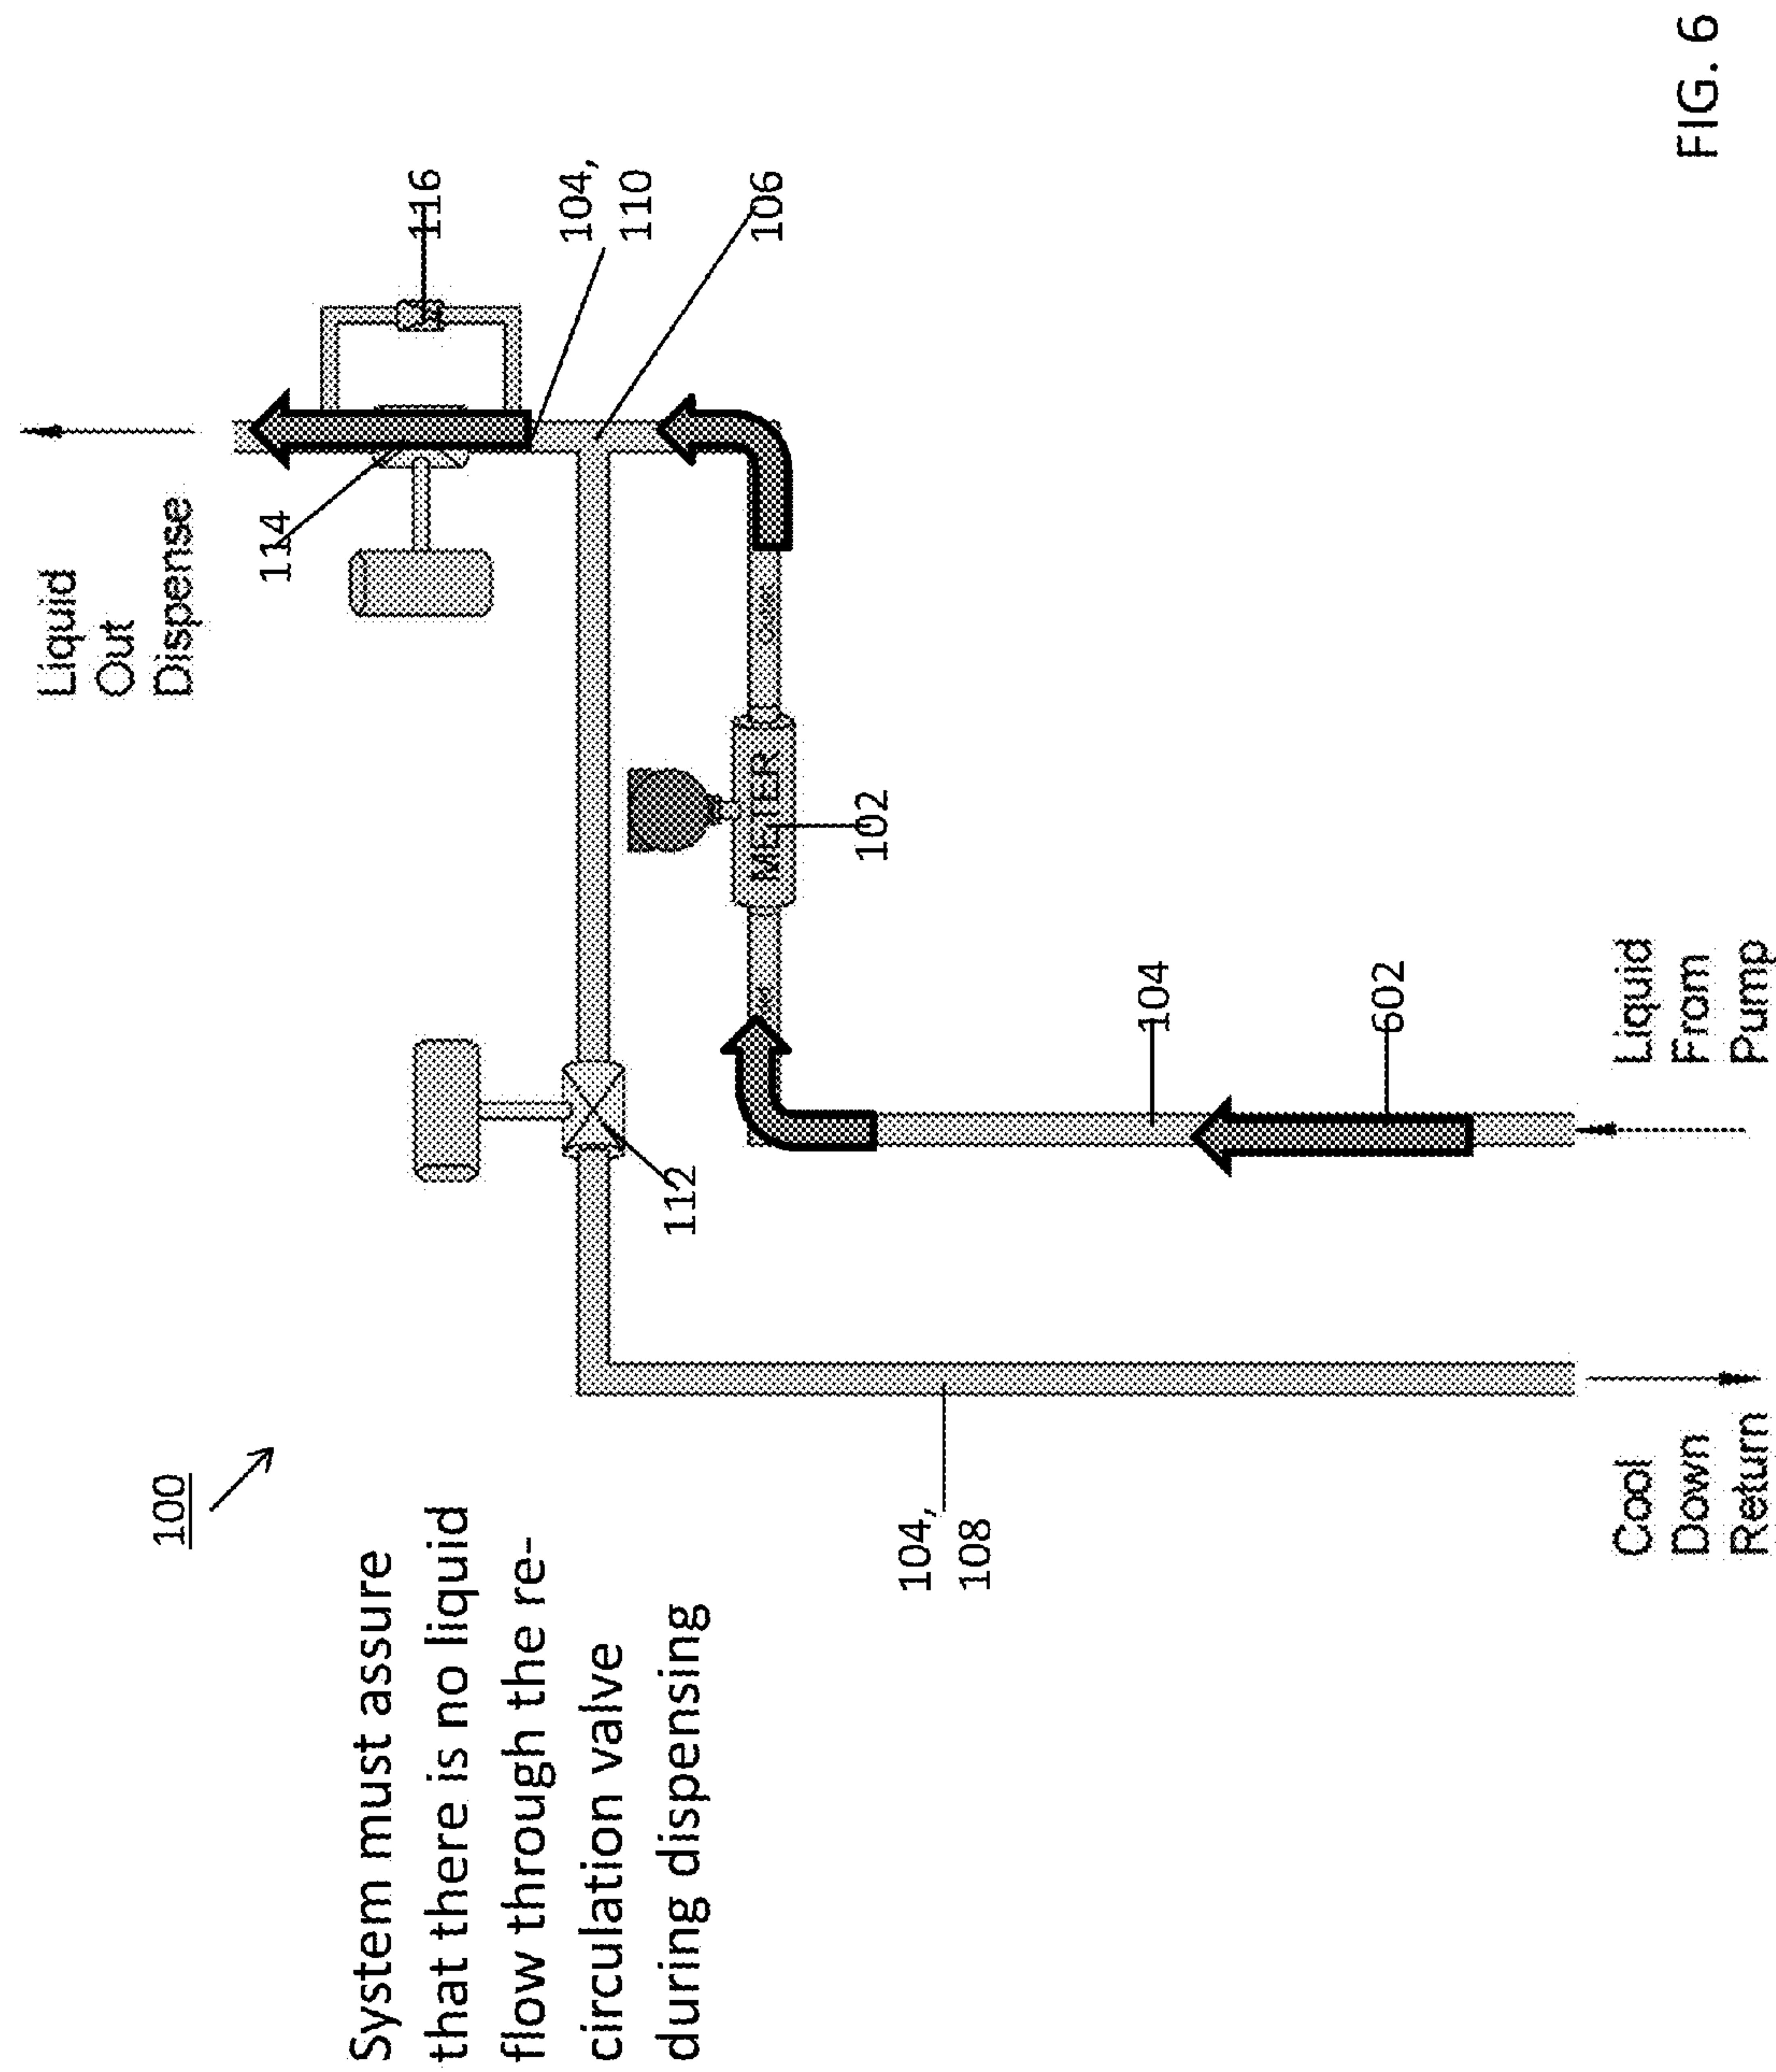 100
System must assure
that there is no liquid
flow through the re-
circulation valve
during dispensing
Liquid
Out
Dispense
114
116
104,
110
106
112
METER
102
104,
108
104
602
Cool
Down
Return
Liquid
From
Pump
FIG. 6